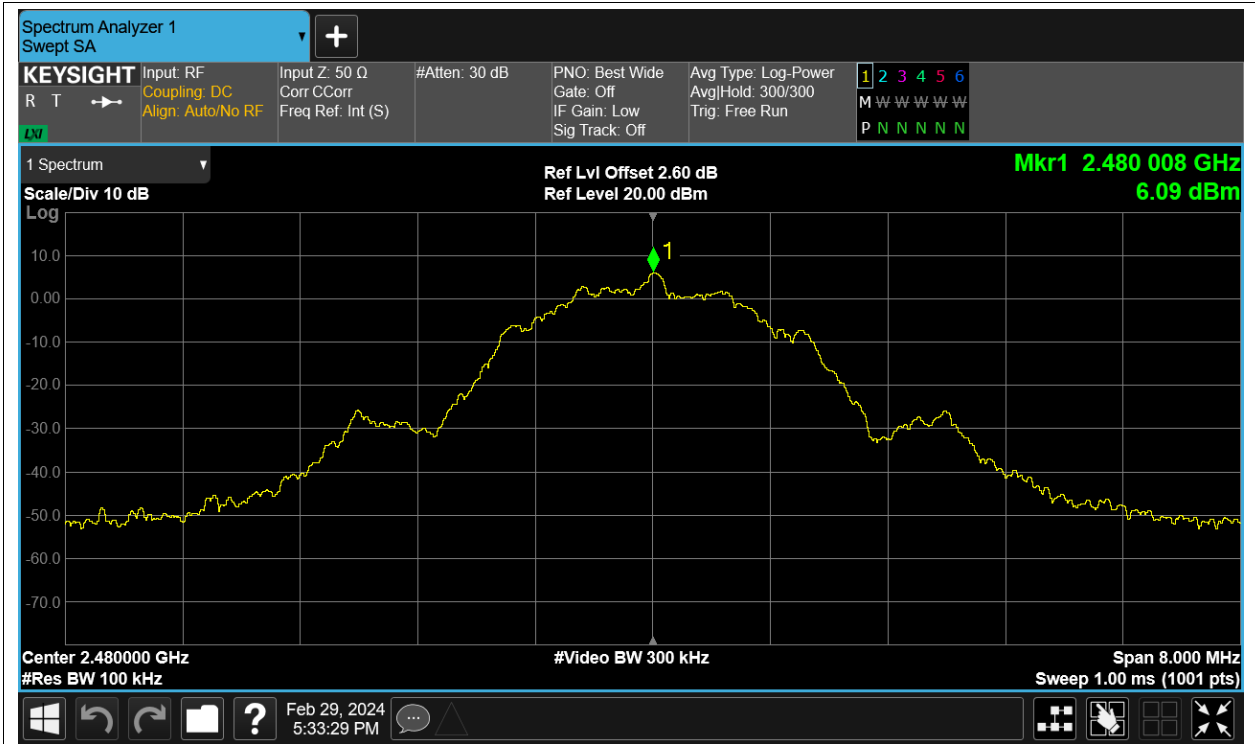 Spectrum Analyzer 1
Swept SA
+
KEYSIGHT
R T
LXI
Input: RF
Coupling: DC
Align: Auto/No RF
Input Z: 50 Ω
Corr CCorr
Freq Ref: Int (S)
#Atten: 30 dB
PNO: Best Wide
Gate: Off
IF Gain: Low
Sig Track: Off
Avg Type: Log-Power
Avg|Hold: 300/300
Trig: Free Run
1 2 3 4 5 6
M W W W W W
P N N N N N
1 Spectrum
Scale/Div 10 dB
Log
Ref Lvl Offset 2.60 dB
Ref Level 20.00 dBm
Mkr1 2.480 008 GHz
6.09 dBm
1
10.0
0.00
-10.0
-20.0
-30.0
-40.0
-50.0
-60.0
-70.0
Center 2.480000 GHz
#Res BW 100 kHz
#Video BW 300 kHz
Span 8.000 MHz
Sweep 1.00 ms (1001 pts)
?
Feb 29, 2024
5:33:29 PM